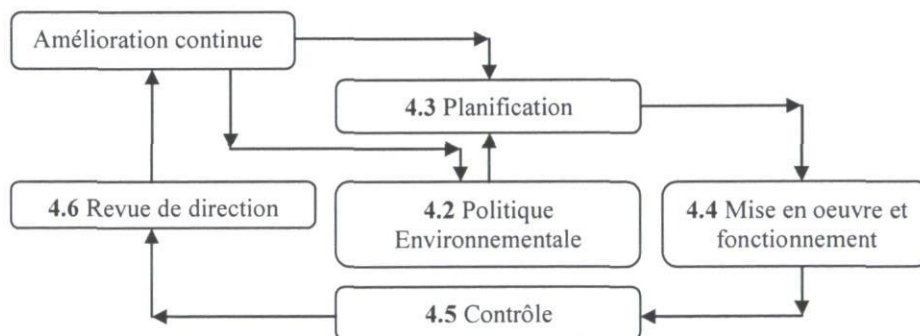 Amélioration continue
4.3 Planification
4.6 Revue de direction
4.2 Politique
Environnementale
4.4 Mise en oeuvre et
fonctionnement
4.5 Contrôle